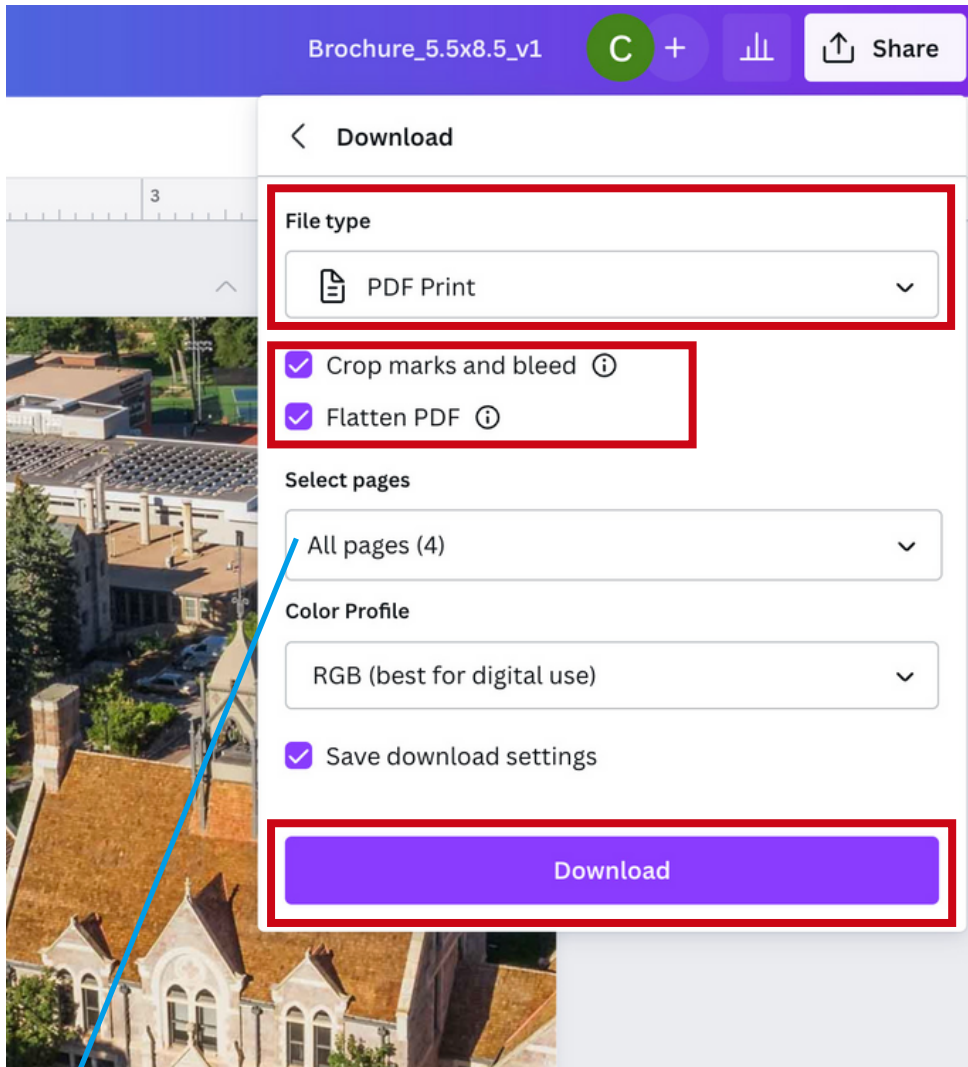 Brochure_5.5x8.5_v1
C
+
Share
Download
3
File type
PDF Print
Crop marks and bleed
Flatten PDF
Select pages
All pages (4)
Color Profile
RGB (best for digital use)
Save download settings
Download